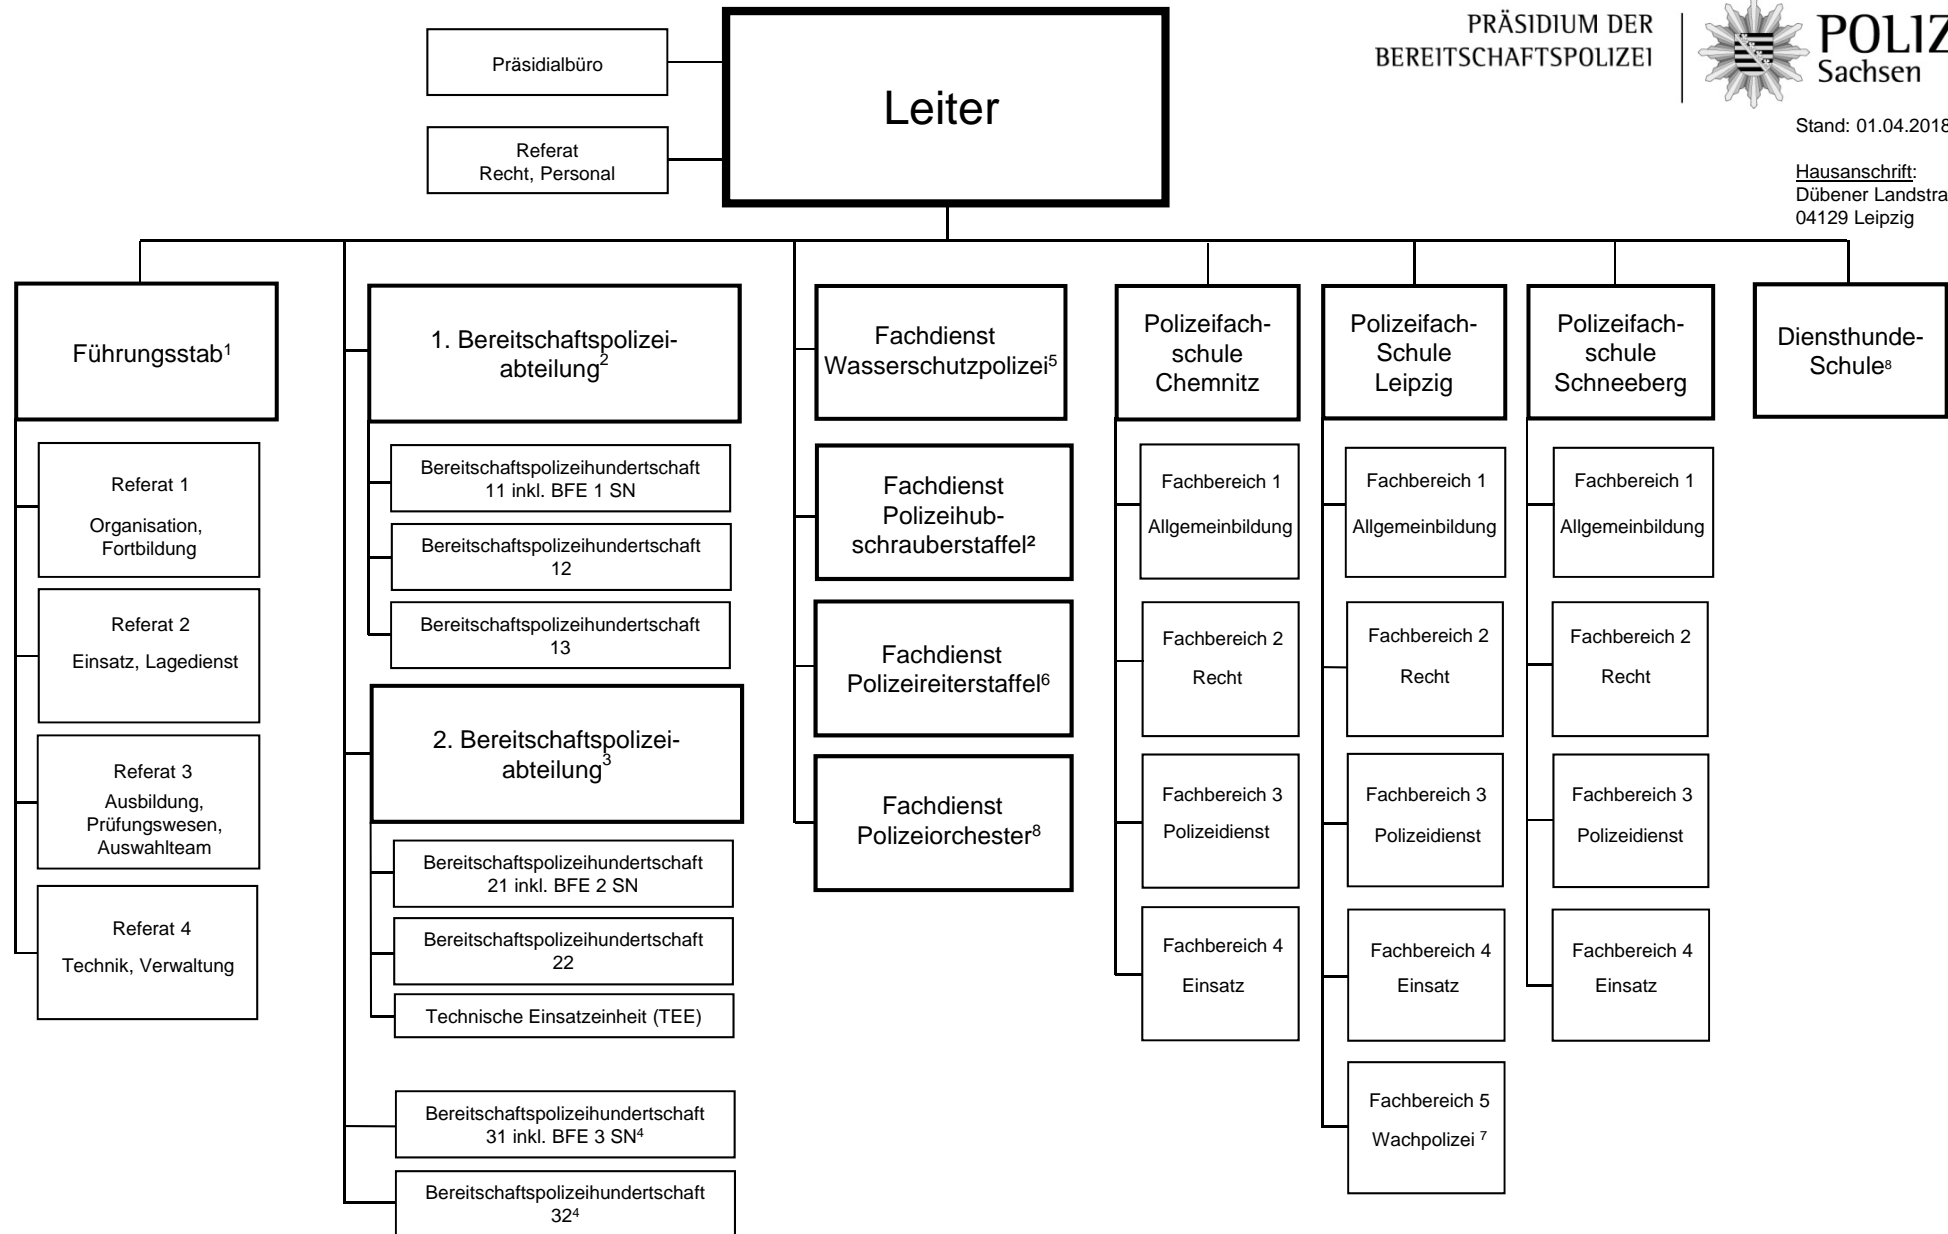 PRÄSIDIUM DER
BEREITSCHAFTSPOLIZEI
Sachsen
Stand: 01.04.2018
Hausanschrift:
Dübener
04129 Leipzig
Präsidialbüro
Referat
Recht, Personal
Leiter
Führungsstab¹
Referat 1
Organisation,
Fortbildung
Referat 2
Einsatz, Lagedienst
Referat 3
Ausbildung,
Prüfungswesen,
Auswahlteam
Referat 4
Technik, Verwaltung
1. Bereitschaftspolizei-
abteilung²
Bereitschaftspolizeihundertschaft
11 inkl. BFE 1 SN
Bereitschaftspolizeihundertschaft
12
Bereitschaftspolizeihundertschaft
13
2. Bereitschaftspolizei-
abteilung³
Bereitschaftspolizeihundertschaft
21 inkl. BFE 2 SN
Bereitschaftspolizeihundertschaft
22
Technische Einsatzeinheit (TEE)
Bereitschaftspolizeihundertschaft
31 inkl. BFE 3 SN⁴
Bereitschaftspolizeihundertschaft
32⁴
Fachdienst
Wasserschutzpolizei⁵
Fachdienst
Polizeihub-
schrauberstaffel²
Fachdienst
Polizeireiterstaffel⁶
Fachdienst
Polizeiorchester⁸
Polizeifach-
schule
Chemnitz
Fachbereich 1
Allgemeinbildung
Fachbereich 2
Recht
Fachbereich 3
Polizeidienst
Fachbereich 4
Einsatz
Polizeifach-
Schule
Leipzig
Fachbereich 1
Allgemeinbildung
Fachbereich 2
Recht
Fachbereich 3
Polizeidienst
Fachbereich 4
Einsatz
Fachbereich 5
Wachpolizei ⁷
Polizeifach-
schule
Schneeberg
Fachbereich 1
Allgemeinbildung
Fachbereich 2
Recht
Fachbereich 3
Polizeidienst
Fachbereich 4
Einsatz
Diensthunde-
Schule⁸